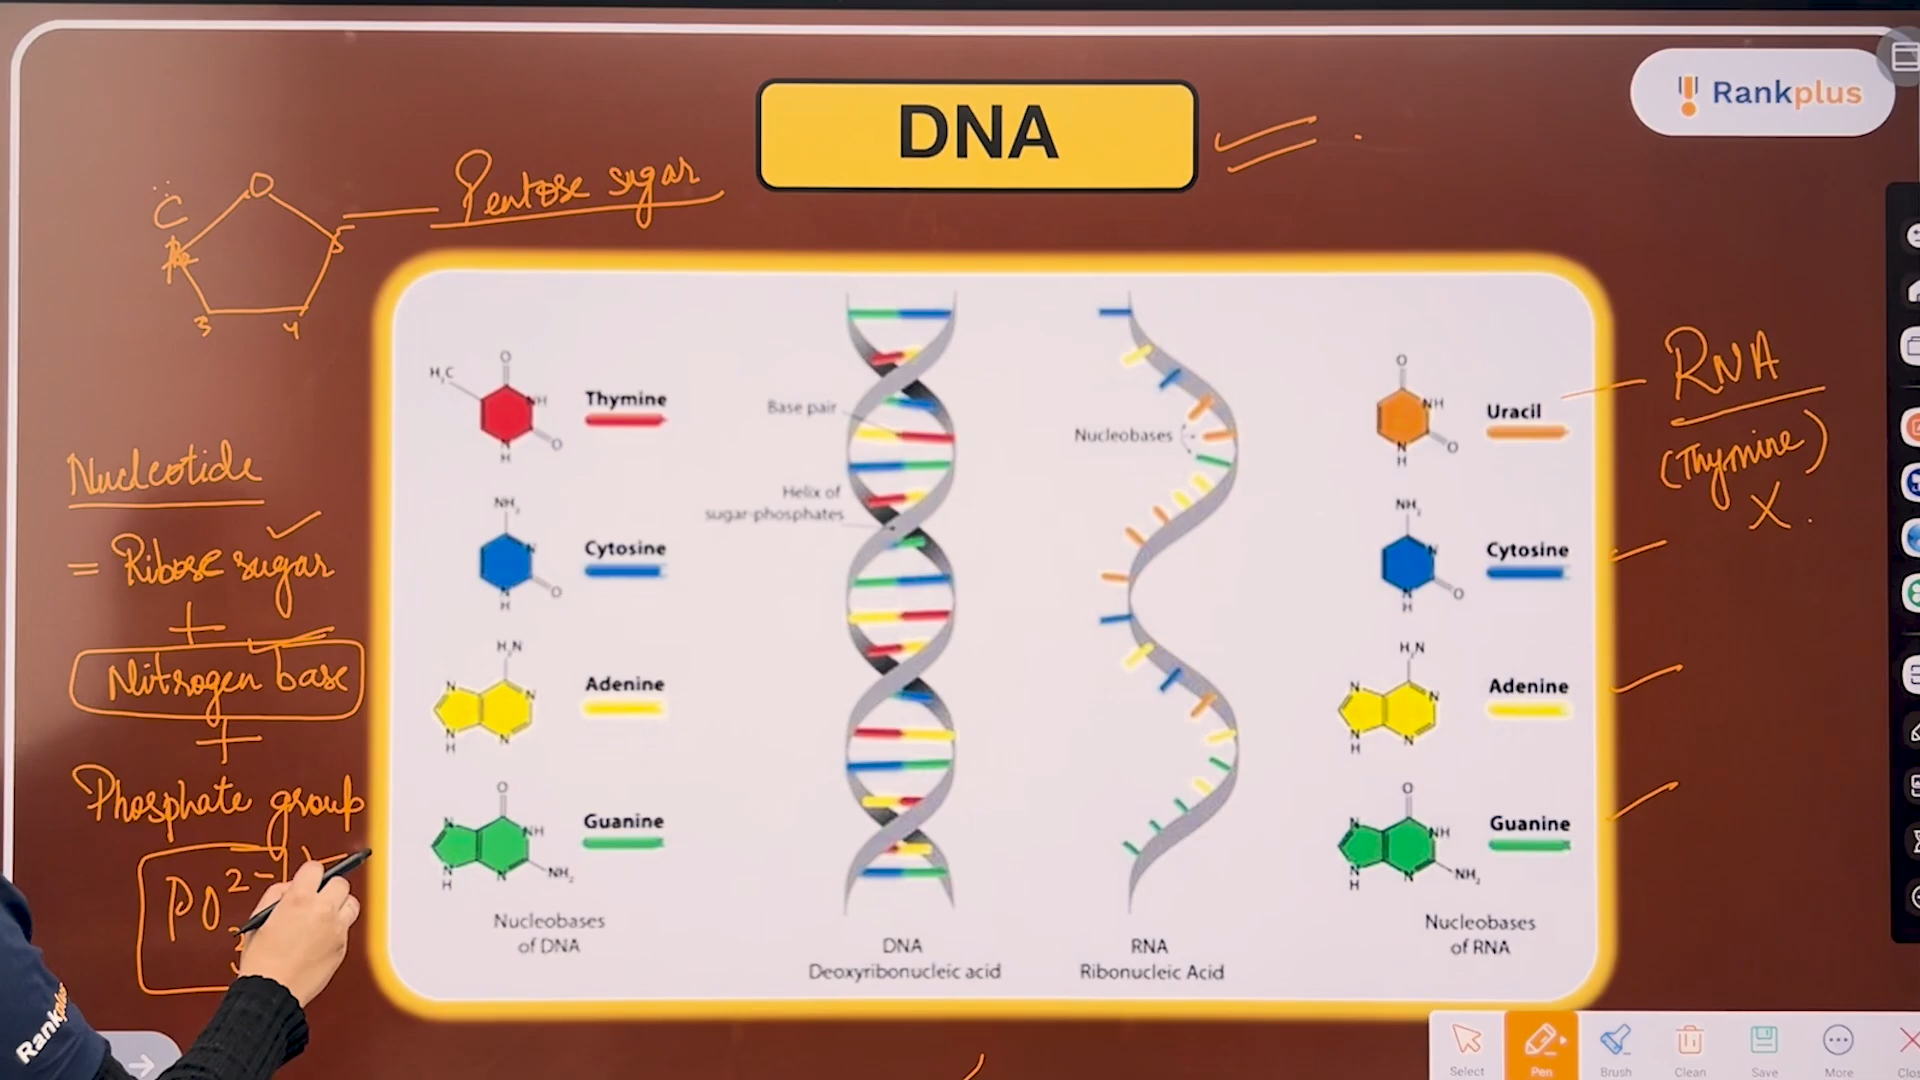 DNA
Rankplus
C
O
5
3
4
Pentose sugar
Nucleotide
= Ribose sugar
+
Nitrogen base
+
Phosphate group
PO
2-
RNA
(Thymine)
X
H₃C
O
NH
O
N
H
Thymine
NH₂
N
O
N
H
Cytosine
H₂N
N
N
N
H
N
Adenine
O
N
NH
N
H
N
NH₂
Guanine
Nucleobases
of DNA
Base pair
Helix of
sugar-phosphates
DNA
Deoxyribonucleic acid
Nucleobases
RNA
Ribonucleic Acid
O
NH
O
N
H
Uracil
NH₂
N
O
N
H
Cytosine
H₂N
N
N
N
H
N
Adenine
O
N
NH
N
H
N
NH₂
Guanine
Nucleobases
of RNA
Rankplus
Select
Pen
Brush
Clean
Save
More